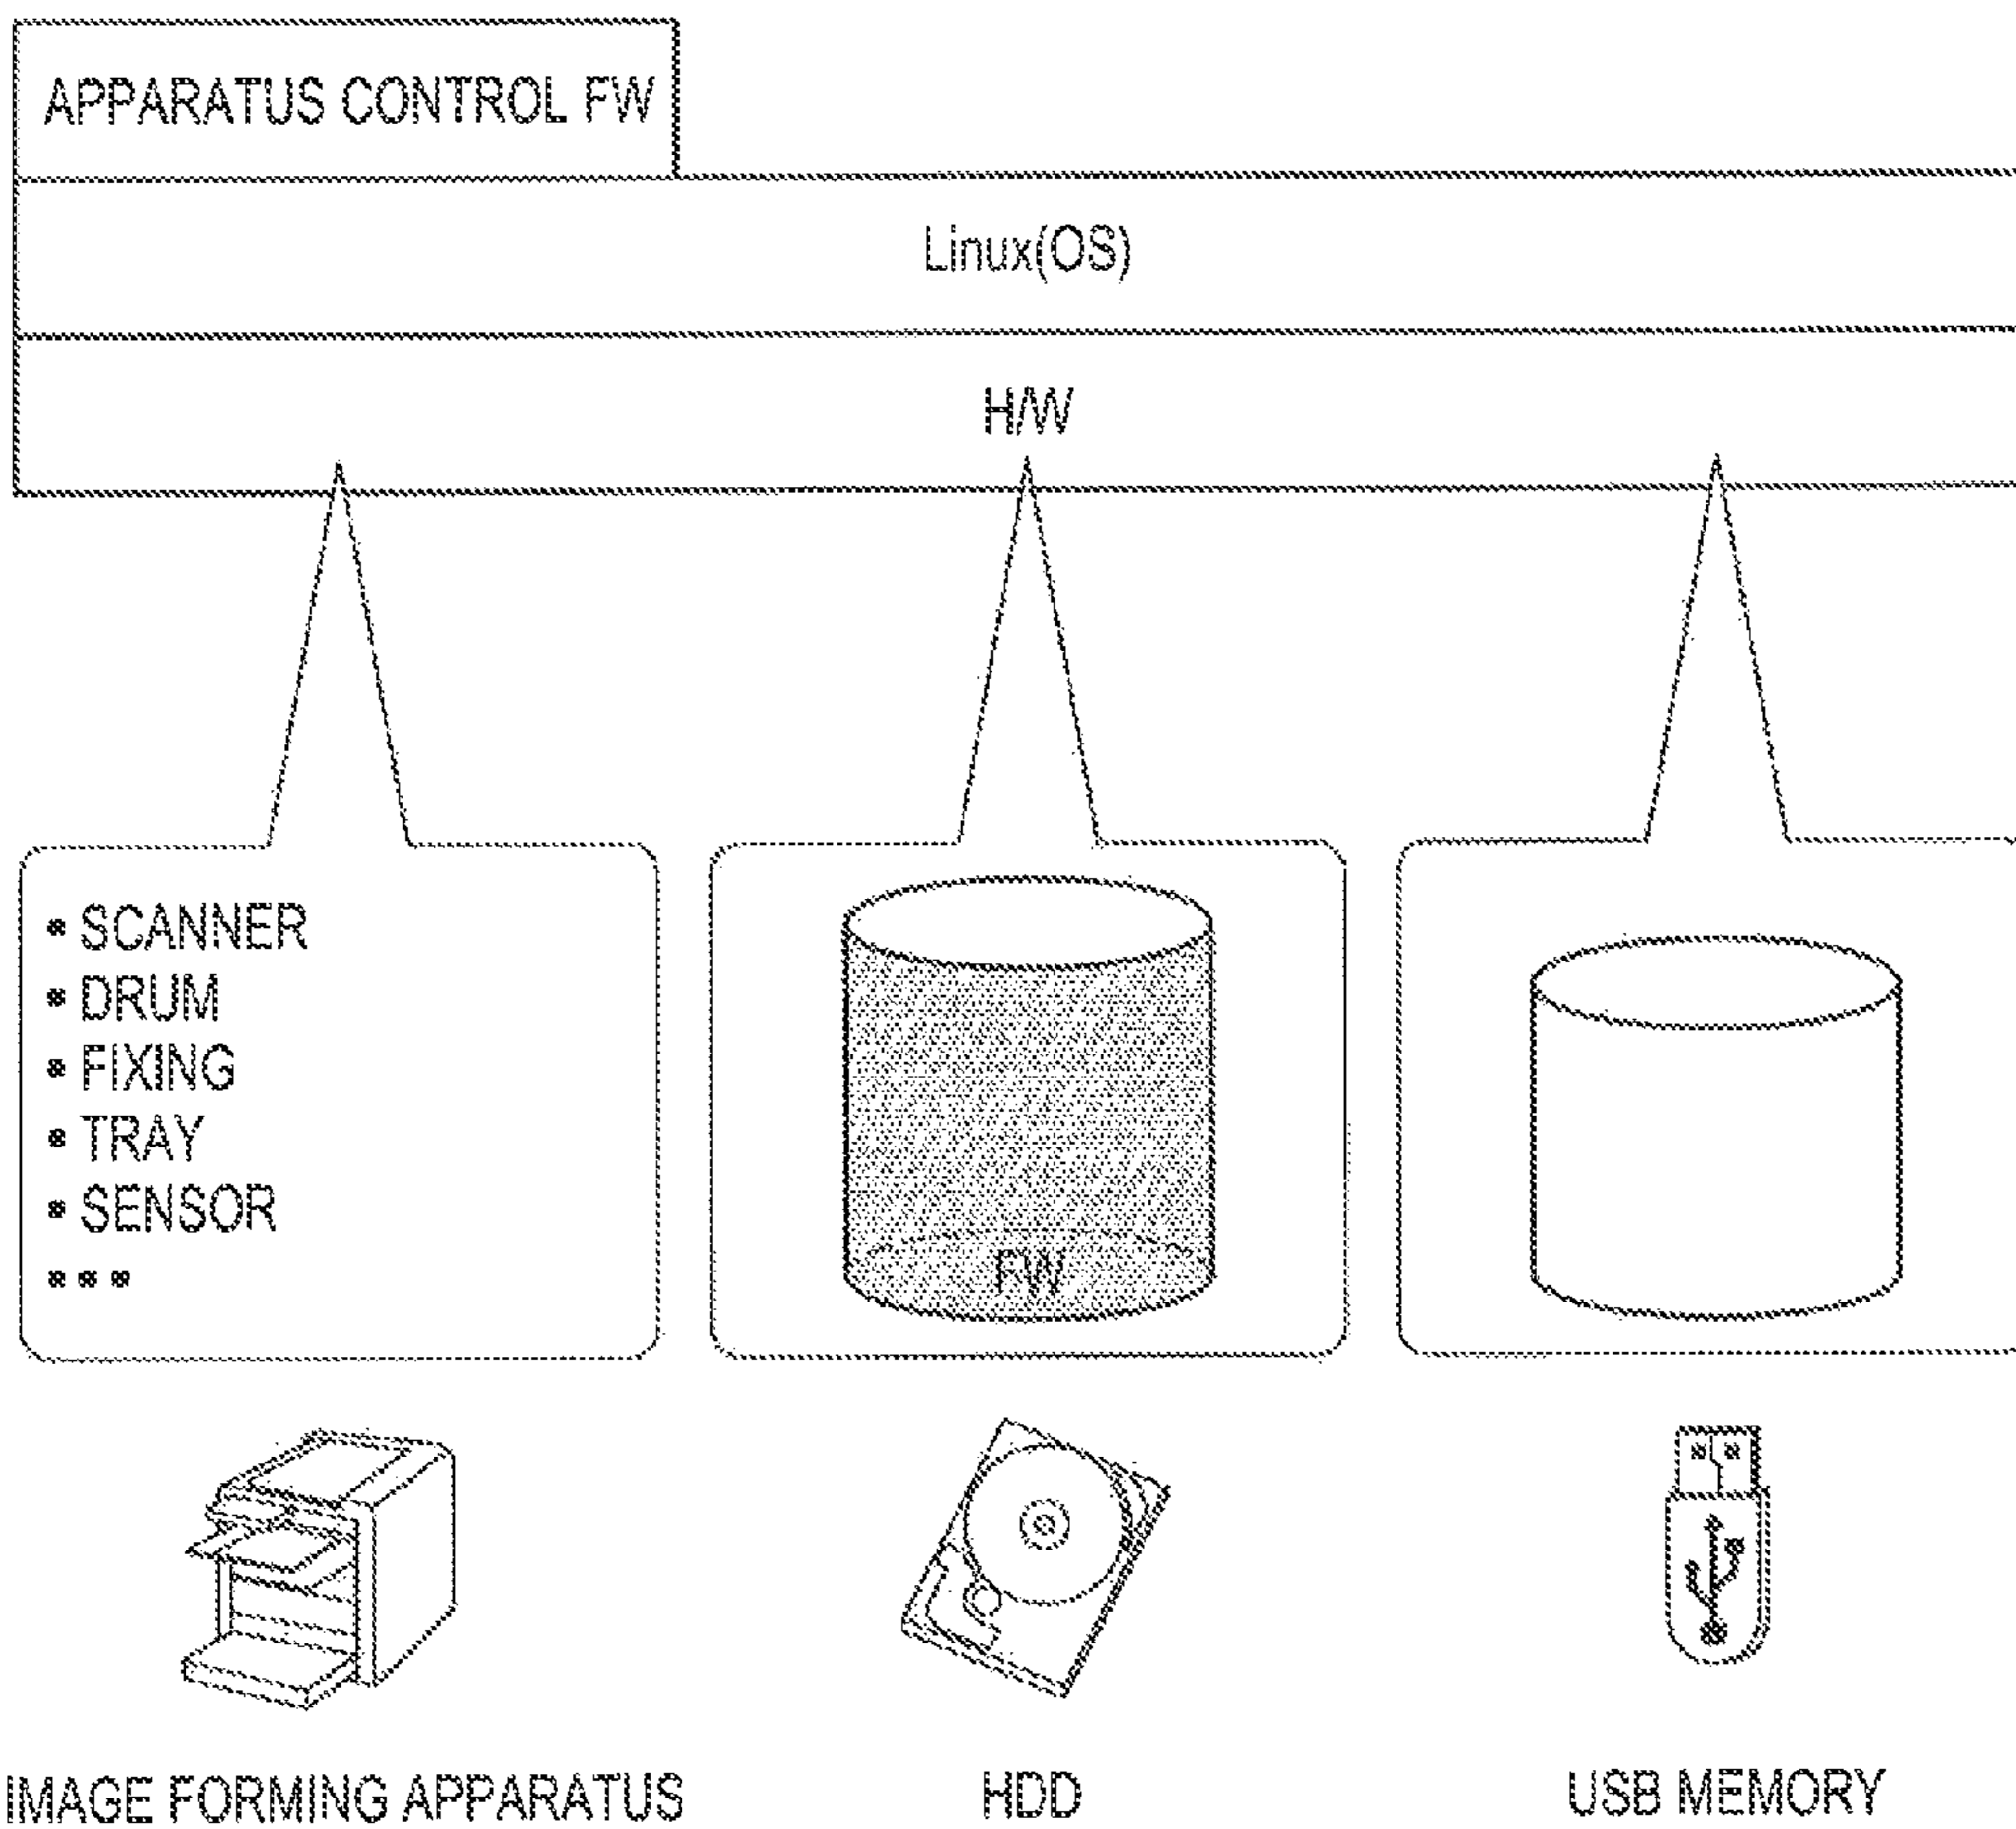 APPARATUS CONTROL FW
Linux(OS)
H/W
▪ SCANNER
▪ DRUM
▪ FIXING
▪ TRAY
▪ SENSOR
▪ ▪ ▪
FW
IMAGE FORMING APPARATUS
HDD
USB MEMORY